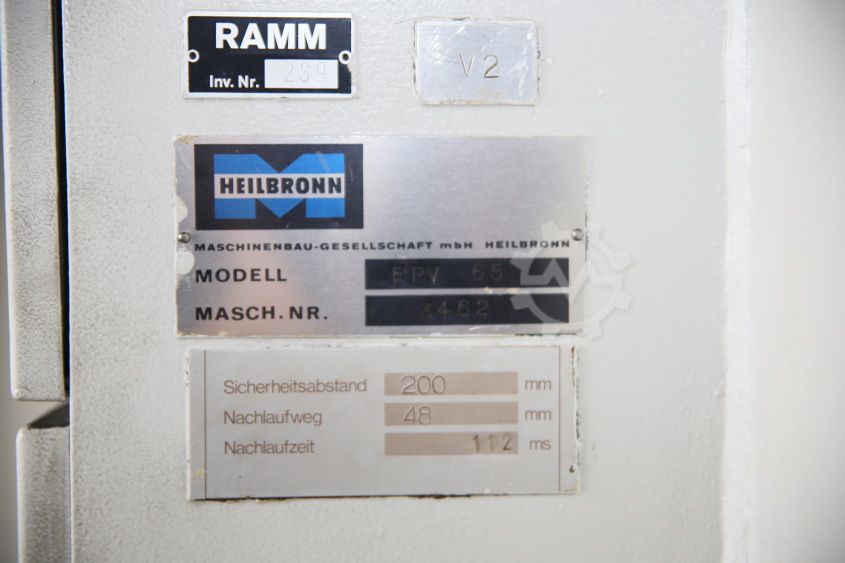 RAMM
Inv. Nr. 239
V2
HEILBRONN
MASCHINENBAU-GESELLSCHAFT mbH HEILBRONN
MODELL EPV 65
MASCH.NR. 3462
Sicherheitsabstand 200 mm
Nachlaufweg 48 mm
Nachlaufzeit 112 ms